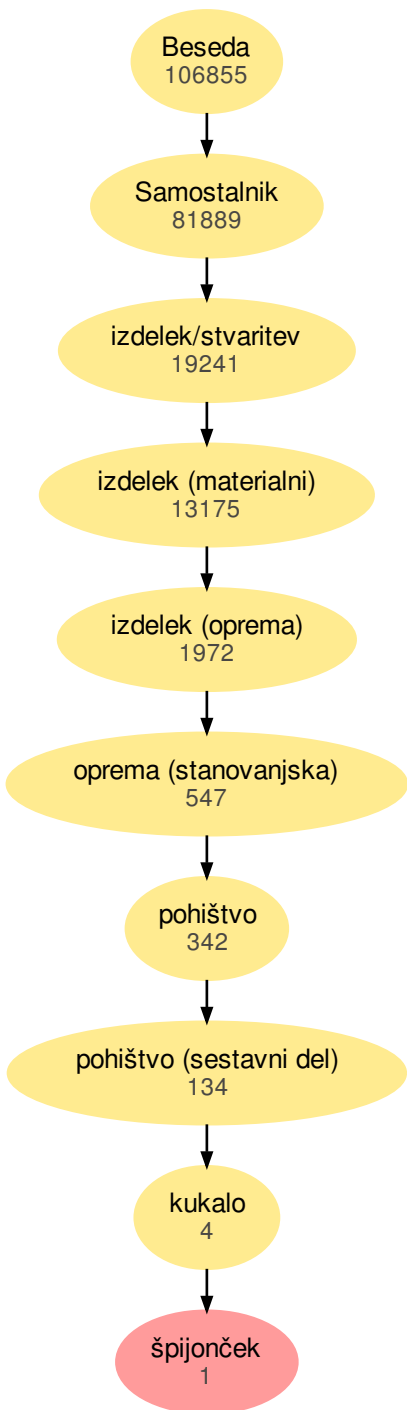 Beseda
106855
Samostalnik
81889
izdelek/stvaritev
19241
izdelek (materialni)
13175
izdelek (oprema)
1972
oprema (stanovanjska)
547
pohištvo
342
pohištvo (sestavni del)
134
kukalo
4
špijonček
1